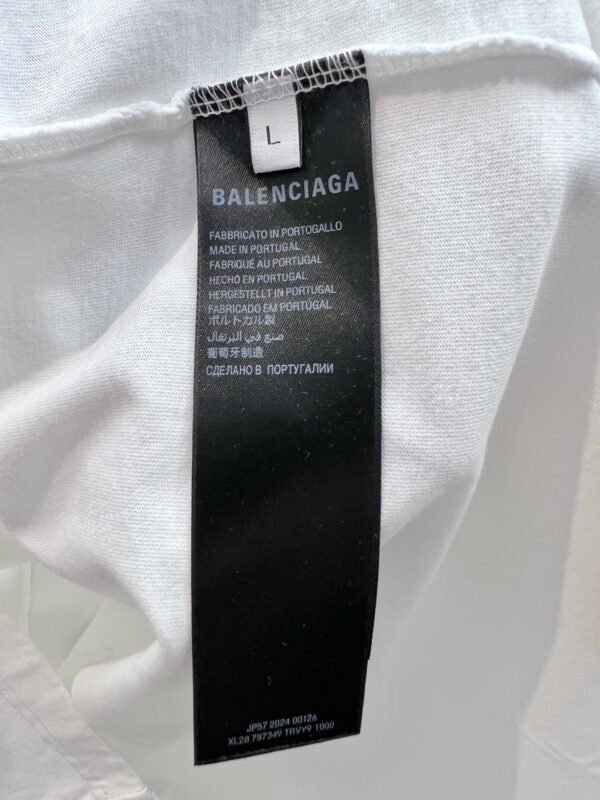 L
BALENCIAGA
FABBRICATO IN PORTOGALLO
MADE IN PORTUGAL
FABRIQUÉ AU PORTUGAL
HECHO EN PORTUGAL
HERGESTELLT IN PORTUGAL
FABRICADO EM PORTUGAL
ポルトガル製
صنع في البرتغال
葡萄牙制造
СДЕЛАНО В ПОРТУГАЛИИ
JP57 2024 00126
XL28 787349 TRVY9 1000